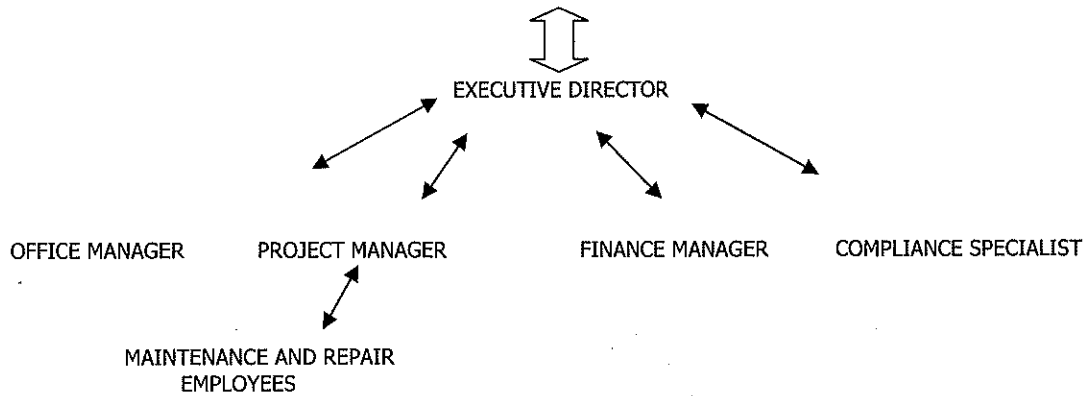 EXECUTIVE DIRECTOR
OFFICE MANAGER PROJECT MANAGER FINANCE MANAGER COMPLIANCE SPECIALIST
MAINTENANCE AND REPAIR
EMPLOYEES